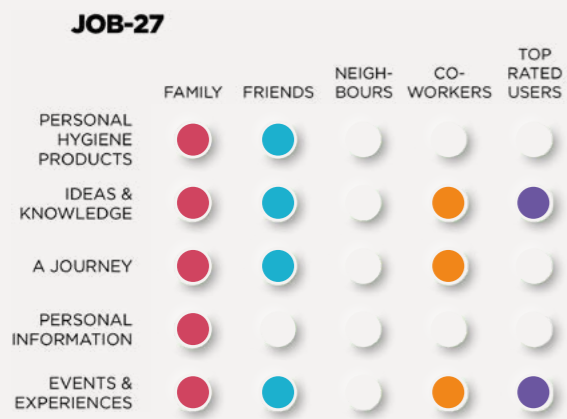 JOB-27
FAMILY
FRIENDS
NEIGH-
BOURS
CO-
WORKERS
TOP
RATED
USERS
PERSONAL
HYGIENE
PRODUCTS
IDEAS &
KNOWLEDGE
A JOURNEY
PERSONAL
INFORMATION
EVENTS &
EXPERIENCES